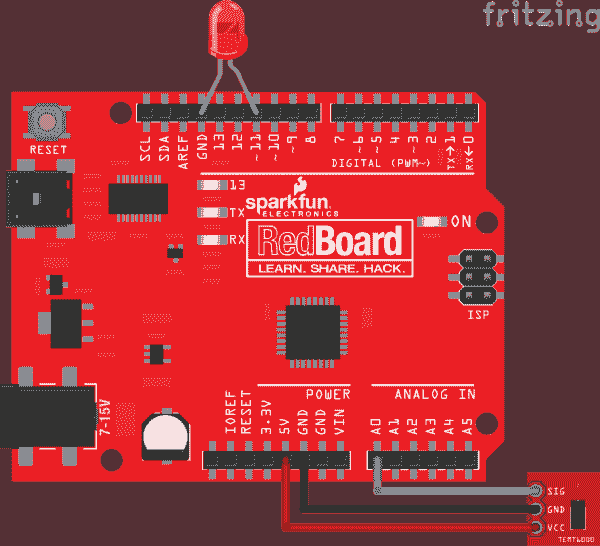 fritzing
RESET
SCL
SDA
AREF
GND
13
12
~11
~10
~9
8
7
~6
~5
4
~3
2
TX→1
RX←0
DIGITAL (PWM~)
13
TX
RX
sparkfun
ELECTRONICS
RedBoard
LEARN. SHARE. HACK.
ON
ISP
7-15V
POWER
ANALOG IN
IOREF
RESET
3.3V
5V
GND
GND
VIN
A0
A1
A2
A3
A4
A5
SIG
GND
VCC
TEMT6000